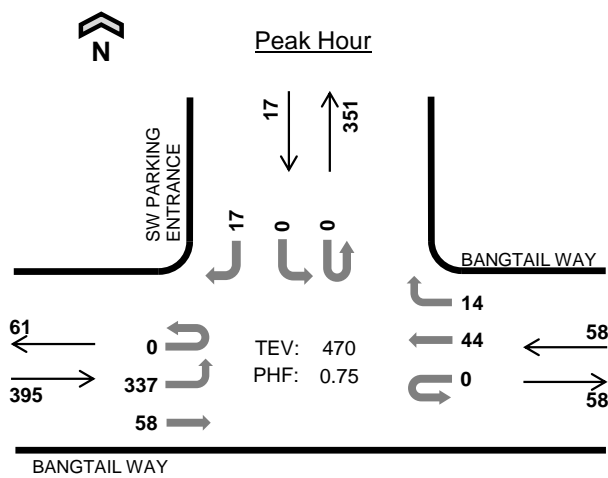 Peak Hour
N
17
351
SW PARKING
ENTRANCE
17
0
0
BANGTAIL WAY
14
61
0
TEV: 470
44
58
395
337
PHF: 0.75
0
58
58
BANGTAIL WAY